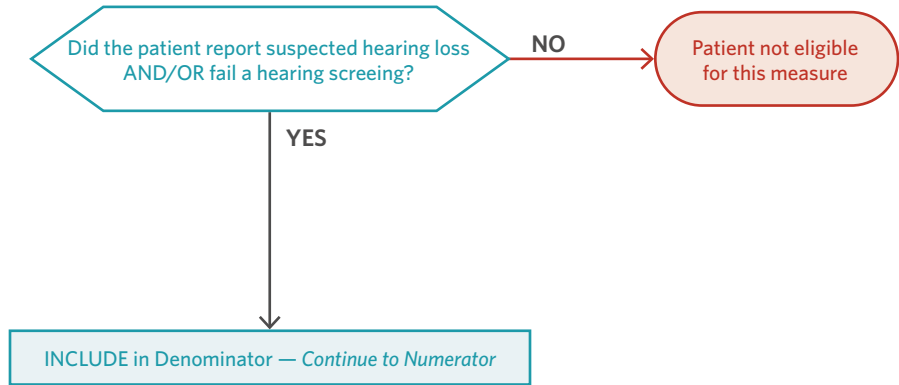 Did the patient report suspected hearing loss
AND/OR fail a hearing screeing?
NO
Patient not eligible
for this measure
YES
INCLUDE in Denominator — Continue to Numerator